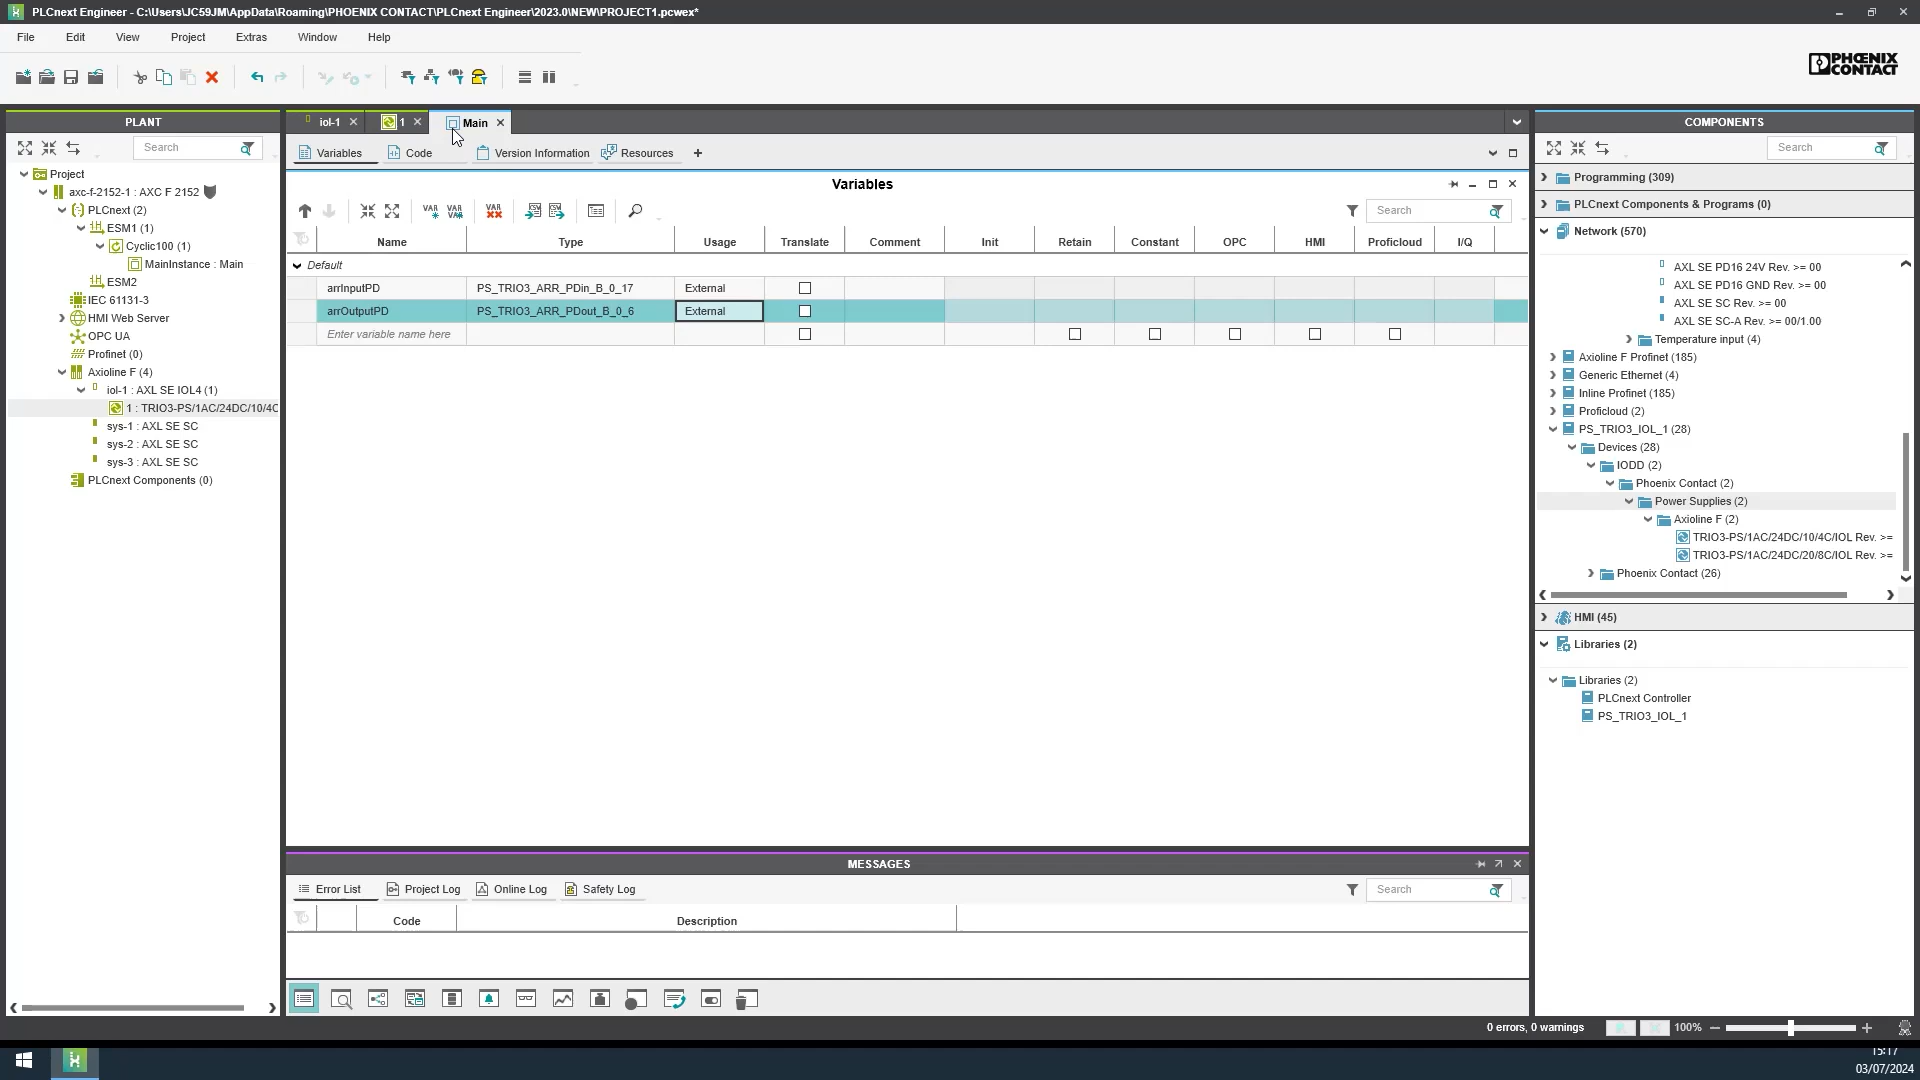 PLCnext Engineer - C:\Users\JC59JM\AppData\Roaming\PHOENIX CONTACT\PLCnext Engineer\2023.0\NEW\PROJECT1.pcwex*
File Edit View Project Extras Window Help
PHOENIX CONTACT
PLANT
Search
Project
axc-f-2152-1 : AXC F 2152
PLCnext (2)
ESM1 (1)
Cyclic100 (1)
MainInstance : Main
ESM2
IEC 61131-3
HMI Web Server
OPC UA
Profinet (0)
Axioline F (4)
iol-1 : AXL SE IOL4 (1)
1 : TRIO3-PS/1AC/24DC/10/4C
sys-1 : AXL SE SC
sys-2 : AXL SE SC
sys-3 : AXL SE SC
PLCnext Components (0)
iol-1 1 Main
Variables Code Version Information Resources
Variables
Search
Name Type Usage Translate Comment Init Retain Constant OPC HMI Proficloud I/Q
Default
arrInputPD PS_TRIO3_ARR_PDin_B_0_17 External
arrOutputPD PS_TRIO3_ARR_PDout_B_0_6 External
Enter variable name here
MESSAGES
Error List Project Log Online Log Safety Log Search
Code Description
COMPONENTS
Search
Programming (309)
PLCnext Components & Programs (0)
Network (570)
AXL SE PD16 24V Rev. >= 00
AXL SE PD16 GND Rev. >= 00
AXL SE SC Rev. >= 00
AXL SE SC-A Rev. >= 00/1.00
Temperature input (4)
Axioline F Profinet (185)
Generic Ethernet (4)
Inline Profinet (185)
Proficloud (2)
PS_TRIO3_IOL_1 (28)
Devices (28)
IODD (2)
Phoenix Contact (2)
Power Supplies (2)
Axioline F (2)
TRIO3-PS/1AC/24DC/10/4C/IOL Rev. >=
TRIO3-PS/1AC/24DC/20/8C/IOL Rev. >=
Phoenix Contact (26)
HMI (45)
Libraries (2)
Libraries (2)
PLCnext Controller
PS_TRIO3_IOL_1
0 errors, 0 warnings 100%
15:17
03/07/2024